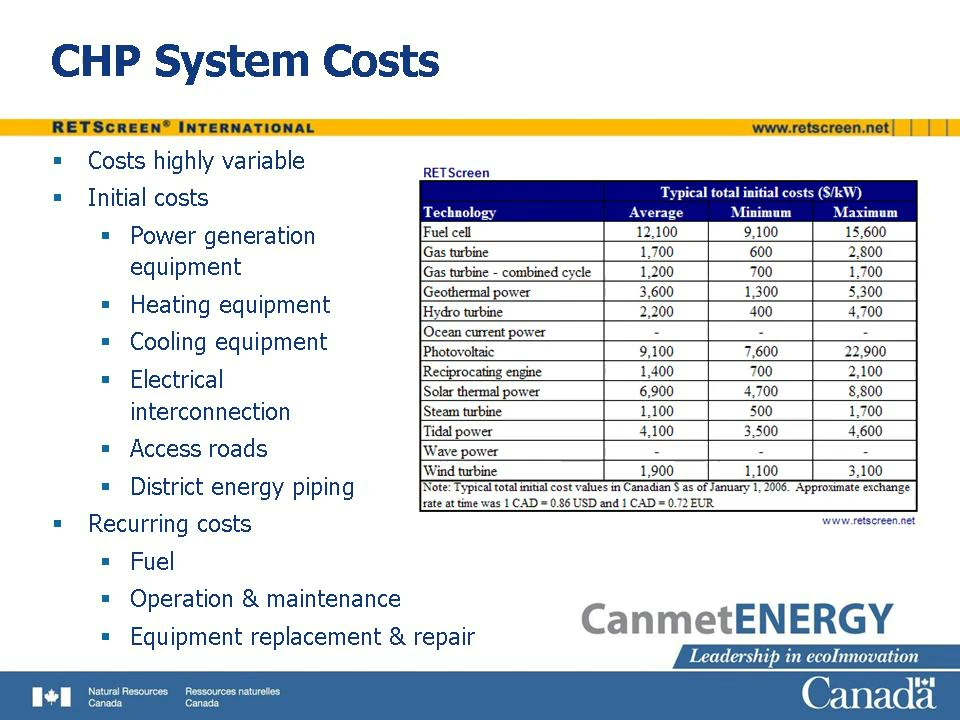 CHP System Costs
RETSCREEN® INTERNATIONAL
www.retscreen.net
▪ Costs highly variable
▪ Initial costs
▪ Power generation
equipment
▪ Heating equipment
▪ Cooling equipment
▪ Electrical
interconnection
▪ Access roads
▪ District energy piping
▪ Recurring costs
▪ Fuel
▪ Operation & maintenance
▪ Equipment replacement & repair
RETScreen
Typical total initial costs ($/kW)
Technology Average Minimum Maximum
Fuel cell 12,100 9,100 15,600
Gas turbine 1,700 600 2,800
Gas turbine - combined cycle 1,200 700 1,700
Geothermal power 3,600 1,300 5,300
Hydro turbine 2,200 400 4,700
Ocean current power - - -
Photovoltaic 9,100 7,600 22,900
Reciprocating engine 1,400 700 2,100
Solar thermal power 6,900 4,700 8,800
Steam turbine 1,100 500 1,700
Tidal power 4,100 3,500 4,600
Wave power - - -
Wind turbine 1,900 1,100 3,100
Note: Typical total initial cost values in Canadian $ as of January 1, 2006. Approximate exchange
rate at time was 1 CAD = 0.86 USD and 1 CAD = 0.72 EUR
www.retscreen.net
CanmetENERGY
Leadership in ecoInnovation
Natural Resources
Canada
Ressources naturelles
Canada
Canada